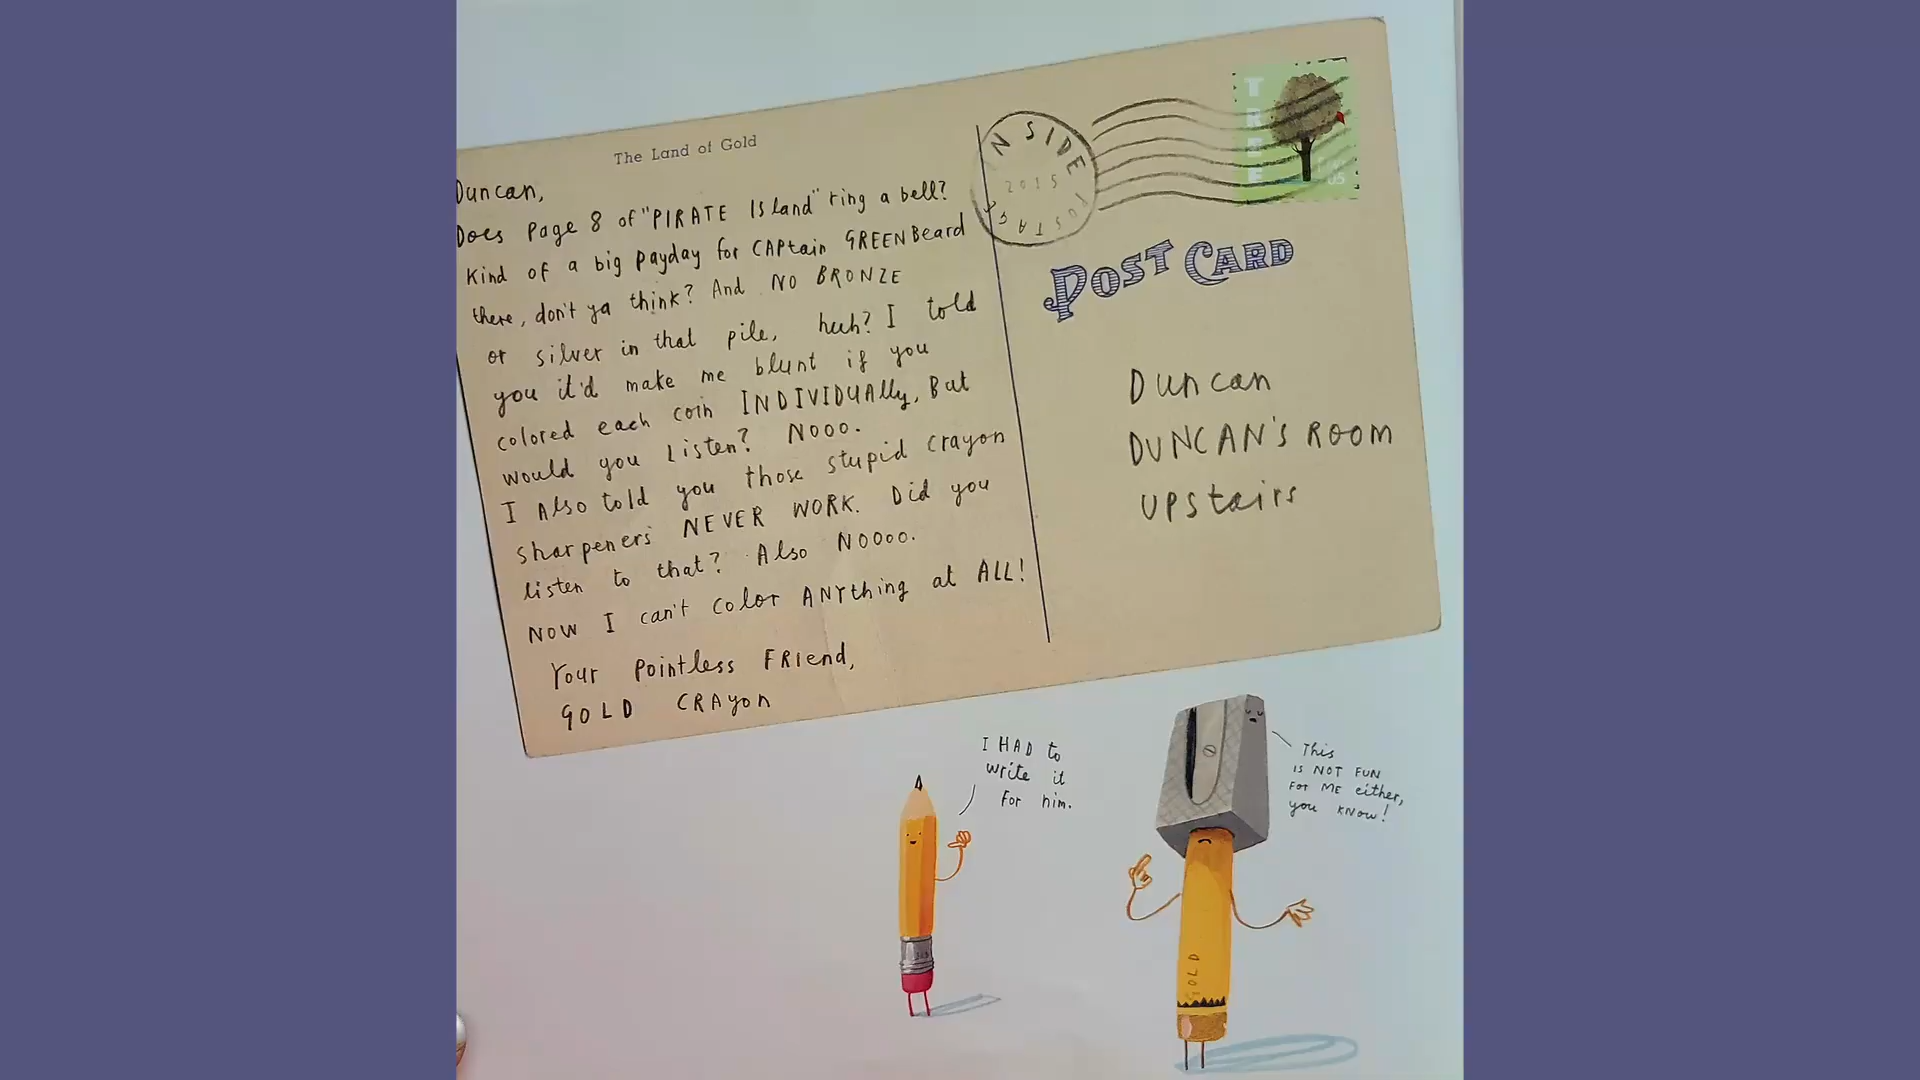 The Land of Gold
Duncan,
Does Page 8 of "PIRATE ISland" ring a bell?
Kind of a big payday for CAPtain GREENBeard
there, don't ya think? And NO BRONZE
or silver in that pile, huh? I told
you it'd make me blunt if you
colored each coin INDIVIDUAlly, But
would you Listen? NOOO.
I Also told you those stupid crayon
sharpeners NEVER WORK. Did you
listen to that? Also NOOoo.
NOW I can't color ANYthing at ALL!
Your Pointless FRIend,
GOLD CRAyon
INSIDE
2015
POSTAGE
TREE
05
POST CARD
Duncan
DUNCAN'S ROOM
UPstairs
I HAD to
write it
For him.
This
IS NOT FUN
FOR ME either,
you KNOW!
GOLD